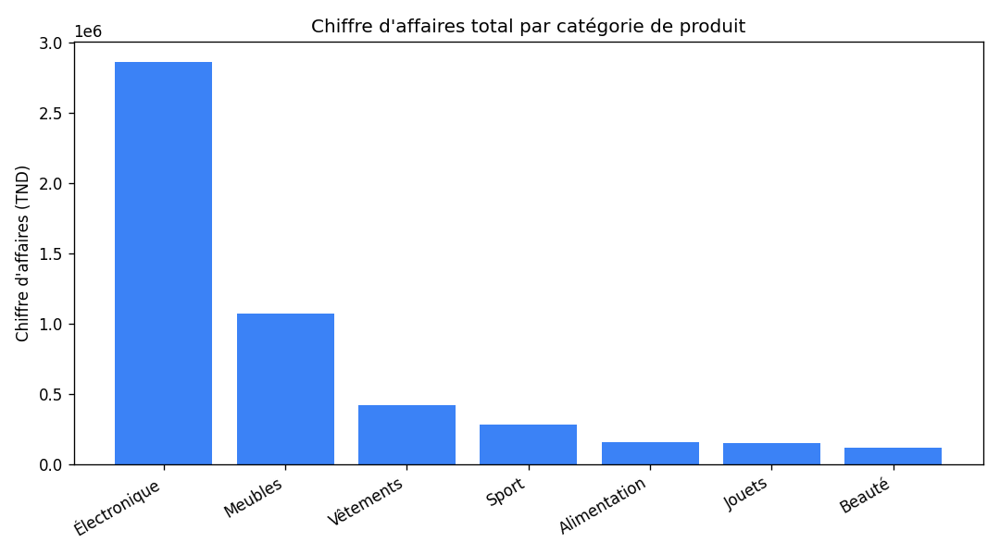 Chiffre d'affaires total par catégorie de produit
1e6
3.0
2.5
2.0
1.5
1.0
0.5
0.0
Chiffre d'affaires (TND)
Électronique
Meubles
Vêtements
Sport
Alimentation
Jouets
Beauté